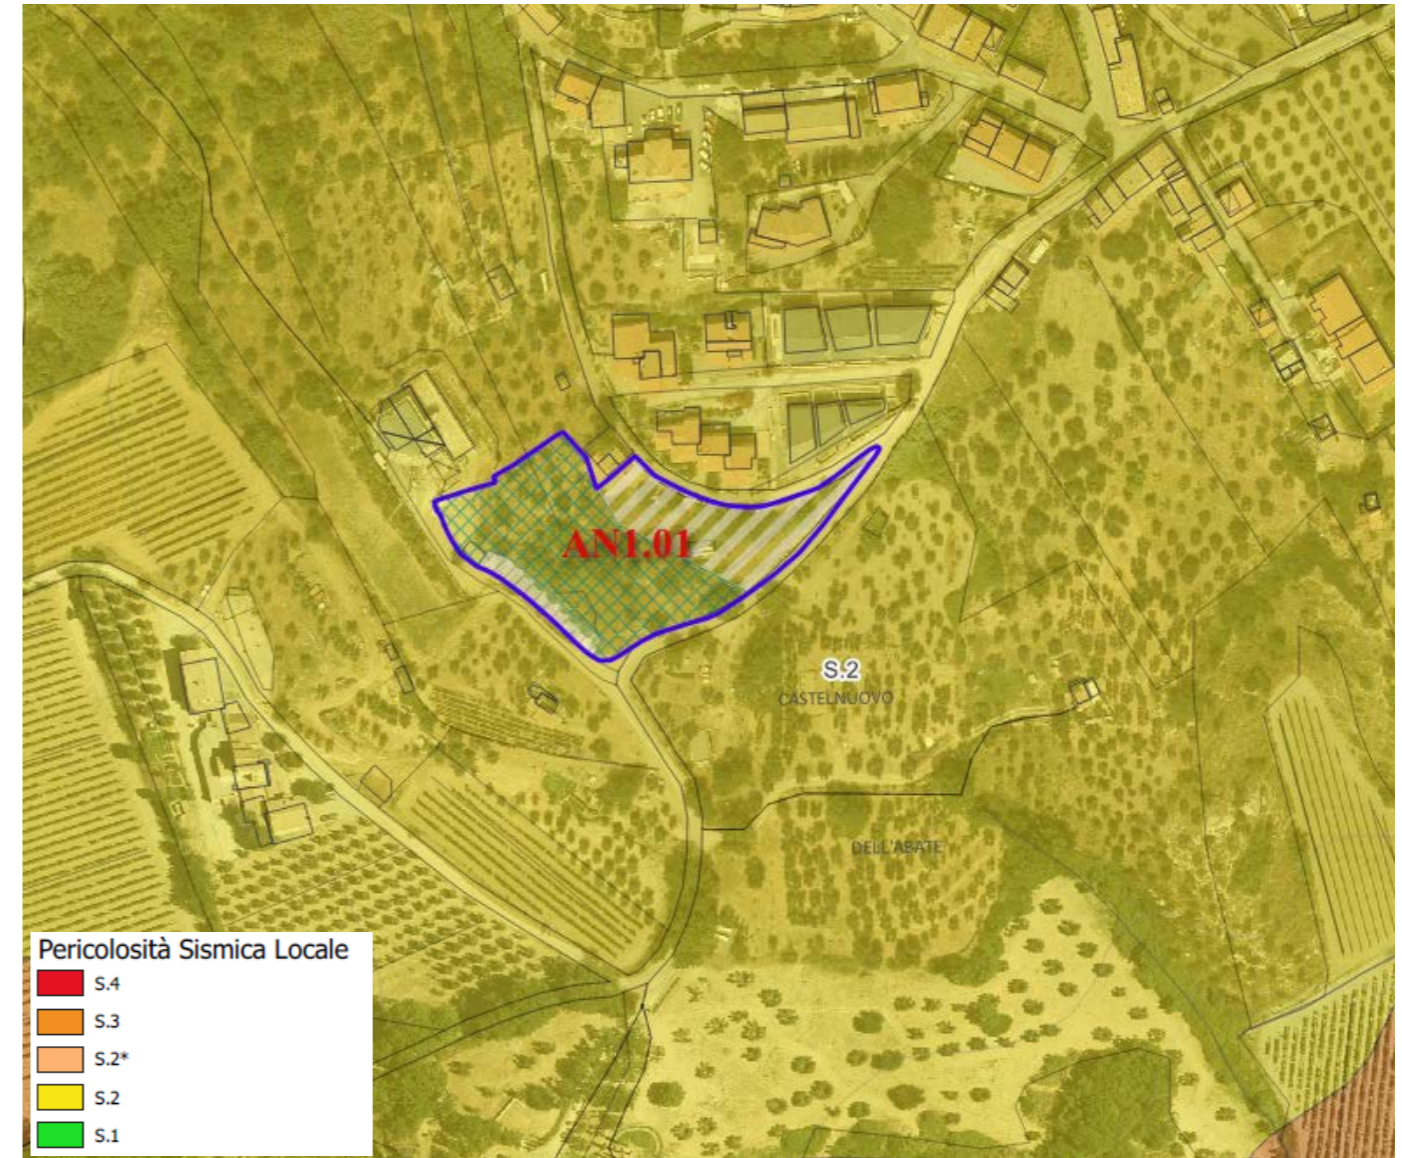 AN1.01
S.2
CASTELNUOVO
DELL'ABATE
Pericolosità Sismica Locale
S.4
S.3
S.2*
S.2
S.1